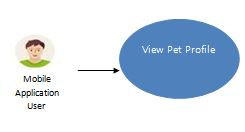 View Pet Profile
Mobile
Application
User